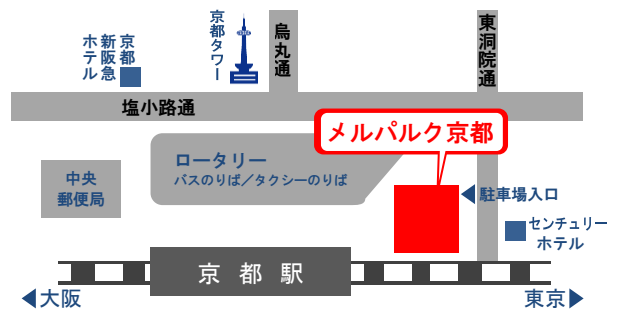 京都タワー
烏丸通
東洞院通
京都
新阪急
ホテル
塩小路通
メルパルク京都
ロータリー
バスのりば／タクシーのりば
中央
郵便局
駐車場入口
センチュリー
ホテル
京都駅
大阪
東京